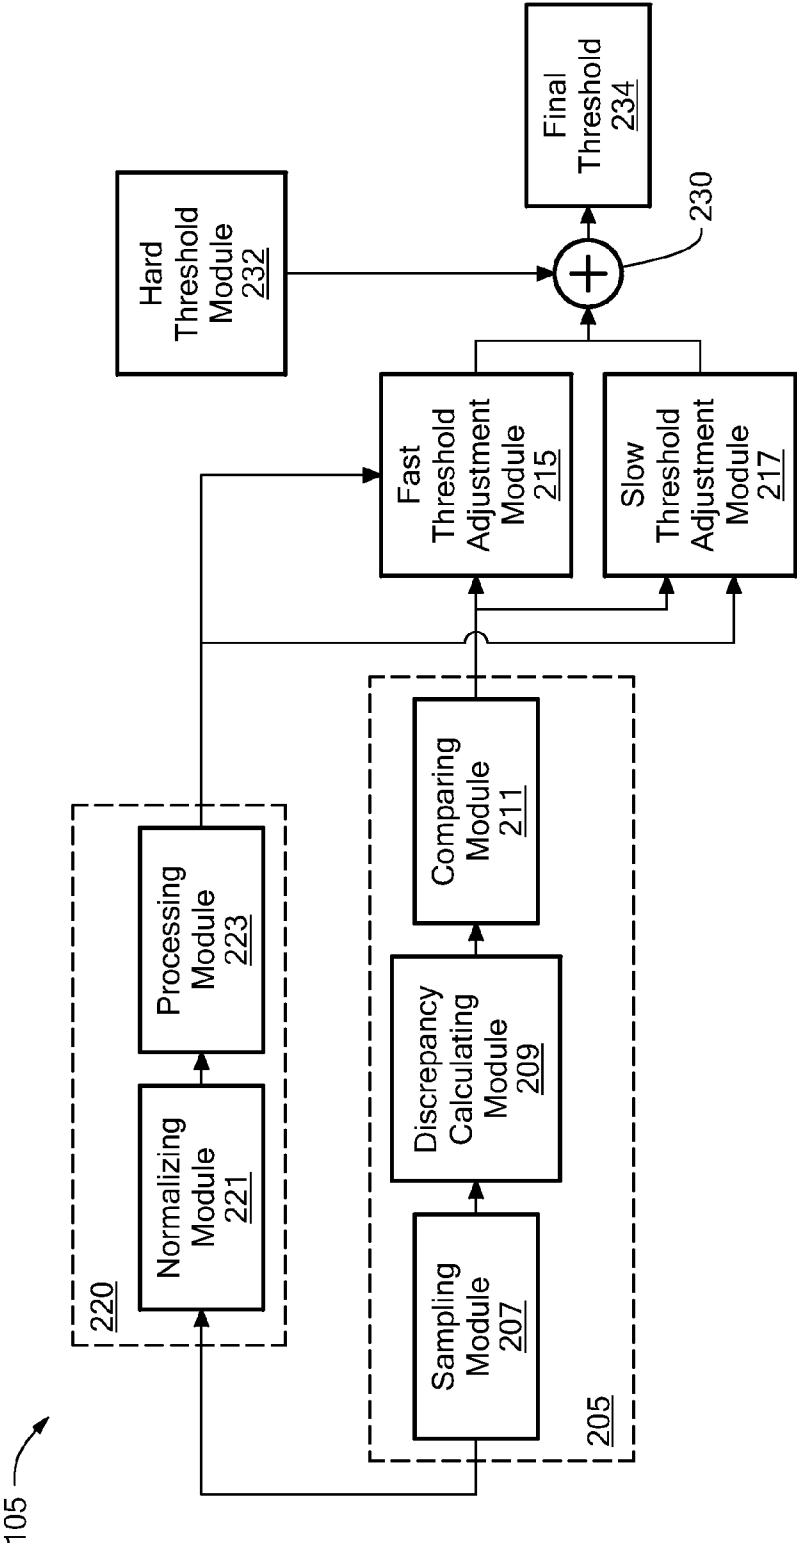 105
220
Normalizing
Module
221
Processing
Module
223
Hard
Threshold
Module
232
205
Sampling
Module
207
Discrepancy
Calculating
Module
209
Comparing
Module
211
Fast
Threshold
Adjustment
Module
215
Slow
Threshold
Adjustment
Module
217
230
Final
Threshold
234